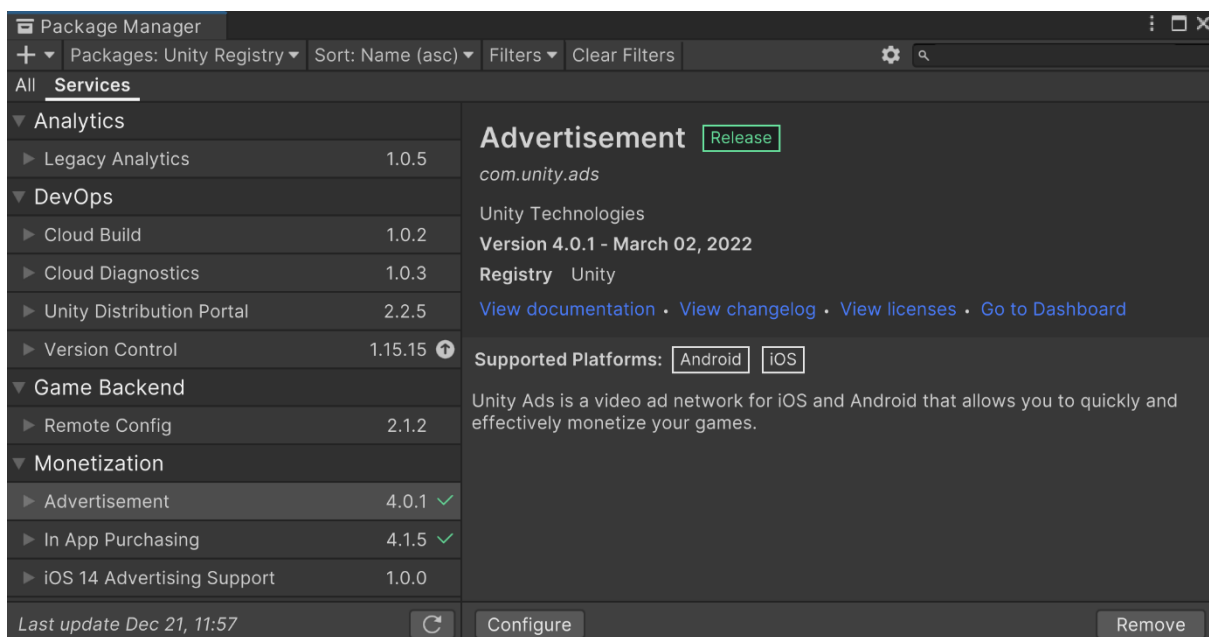 Package Manager
Packages: Unity Registry Sort: Name (asc) Filters Clear Filters
All Services
Analytics
Legacy Analytics 1.0.5
DevOps
Cloud Build 1.0.2
Cloud Diagnostics 1.0.3
Unity Distribution Portal 2.2.5
Version Control 1.15.15
Game Backend
Remote Config 2.1.2
Monetization
Advertisement 4.0.1
In App Purchasing 4.1.5
iOS 14 Advertising Support 1.0.0
Last update Dec 21, 11:57
Advertisement Release
com.unity.ads
Unity Technologies
Version 4.0.1 - March 02, 2022
Registry Unity
View documentation • View changelog • View licenses • Go to Dashboard
Supported Platforms: Android iOS
Unity Ads is a video ad network for iOS and Android that allows you to quickly and
effectively monetize your games.
Configure Remove